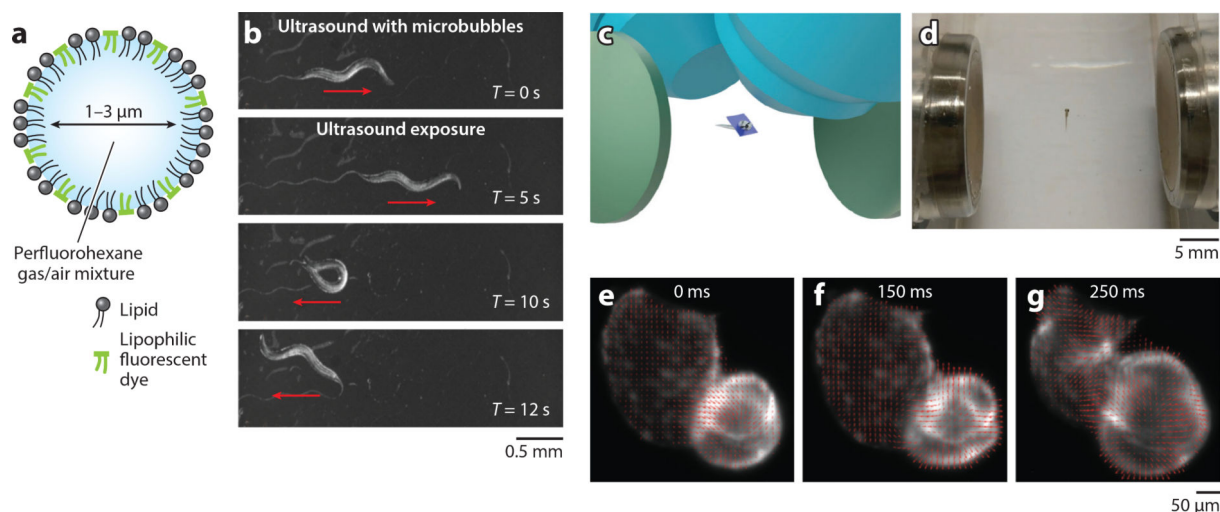 a
1–3 µm
Perfluorohexane
gas/air mixture
Lipid
Lipophilic
fluorescent
dye
b
Ultrasound with microbubbles
T = 0 s
Ultrasound exposure
T = 5 s
T = 10 s
T = 12 s
0.5 mm
c
d
5 mm
e
0 ms
f
150 ms
g
250 ms
50 µm